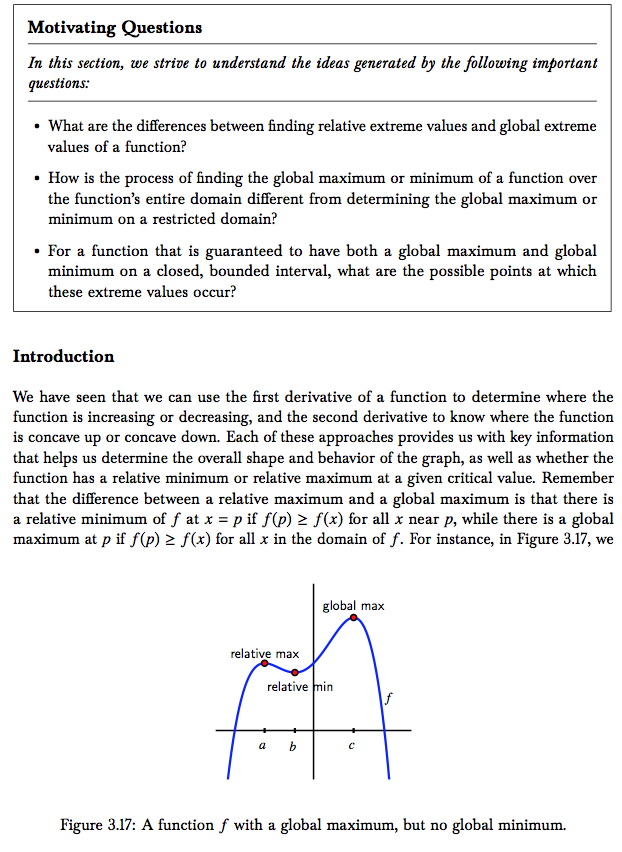 Motivating Questions
In this section, we strive to understand the ideas generated by the following important
questions:
• What are the differences between finding relative extreme values and global extreme
values of a function?
• How is the process of finding the global maximum or minimum of a function over
the function's entire domain different from determining the global maximum or
minimum on a restricted domain?
• For a function that is guaranteed to have both a global maximum and global
minimum on a closed, bounded interval, what are the possible points at which
these extreme values occur?
Introduction
We have seen that we can use the first derivative of a function to determine where the
function is increasing or decreasing, and the second derivative to know where the function
is concave up or concave down. Each of these approaches provides us with key information
that helps us determine the overall shape and behavior of the graph, as well as whether the
function has a relative minimum or relative maximum at a given critical value. Remember
that the difference between a relative maximum and a global maximum is that there is
a relative minimum of f at x = p if f(p) ≥ f(x) for all x near p, while there is a global
maximum at p if f(p) ≥ f(x) for all x in the domain of f. For instance, in Figure 3.17, we
global max
relative max
relative min
f
a b c
Figure 3.17: A function f with a global maximum, but no global minimum.